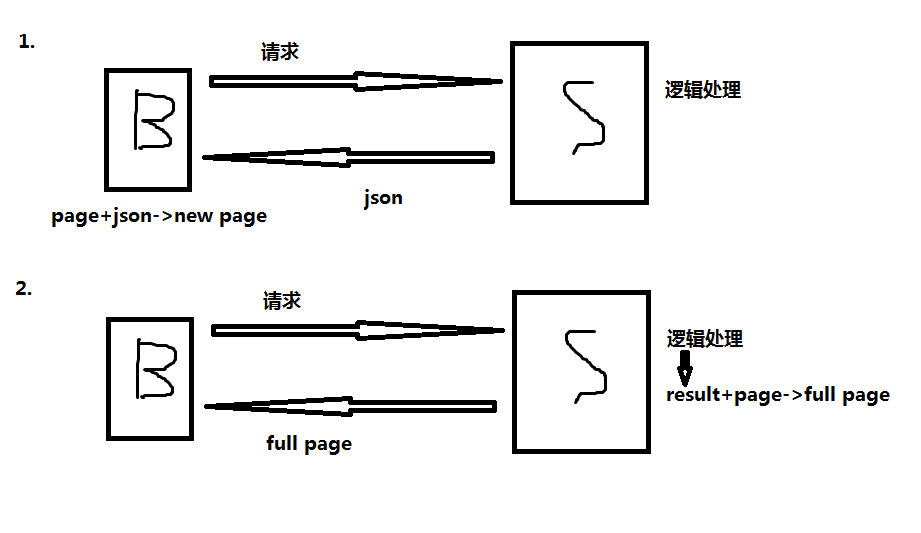 1.
请求
B
S
逻辑处理
json
page+json->new page
2.
请求
B
S
逻辑处理
result+page->full page
full page